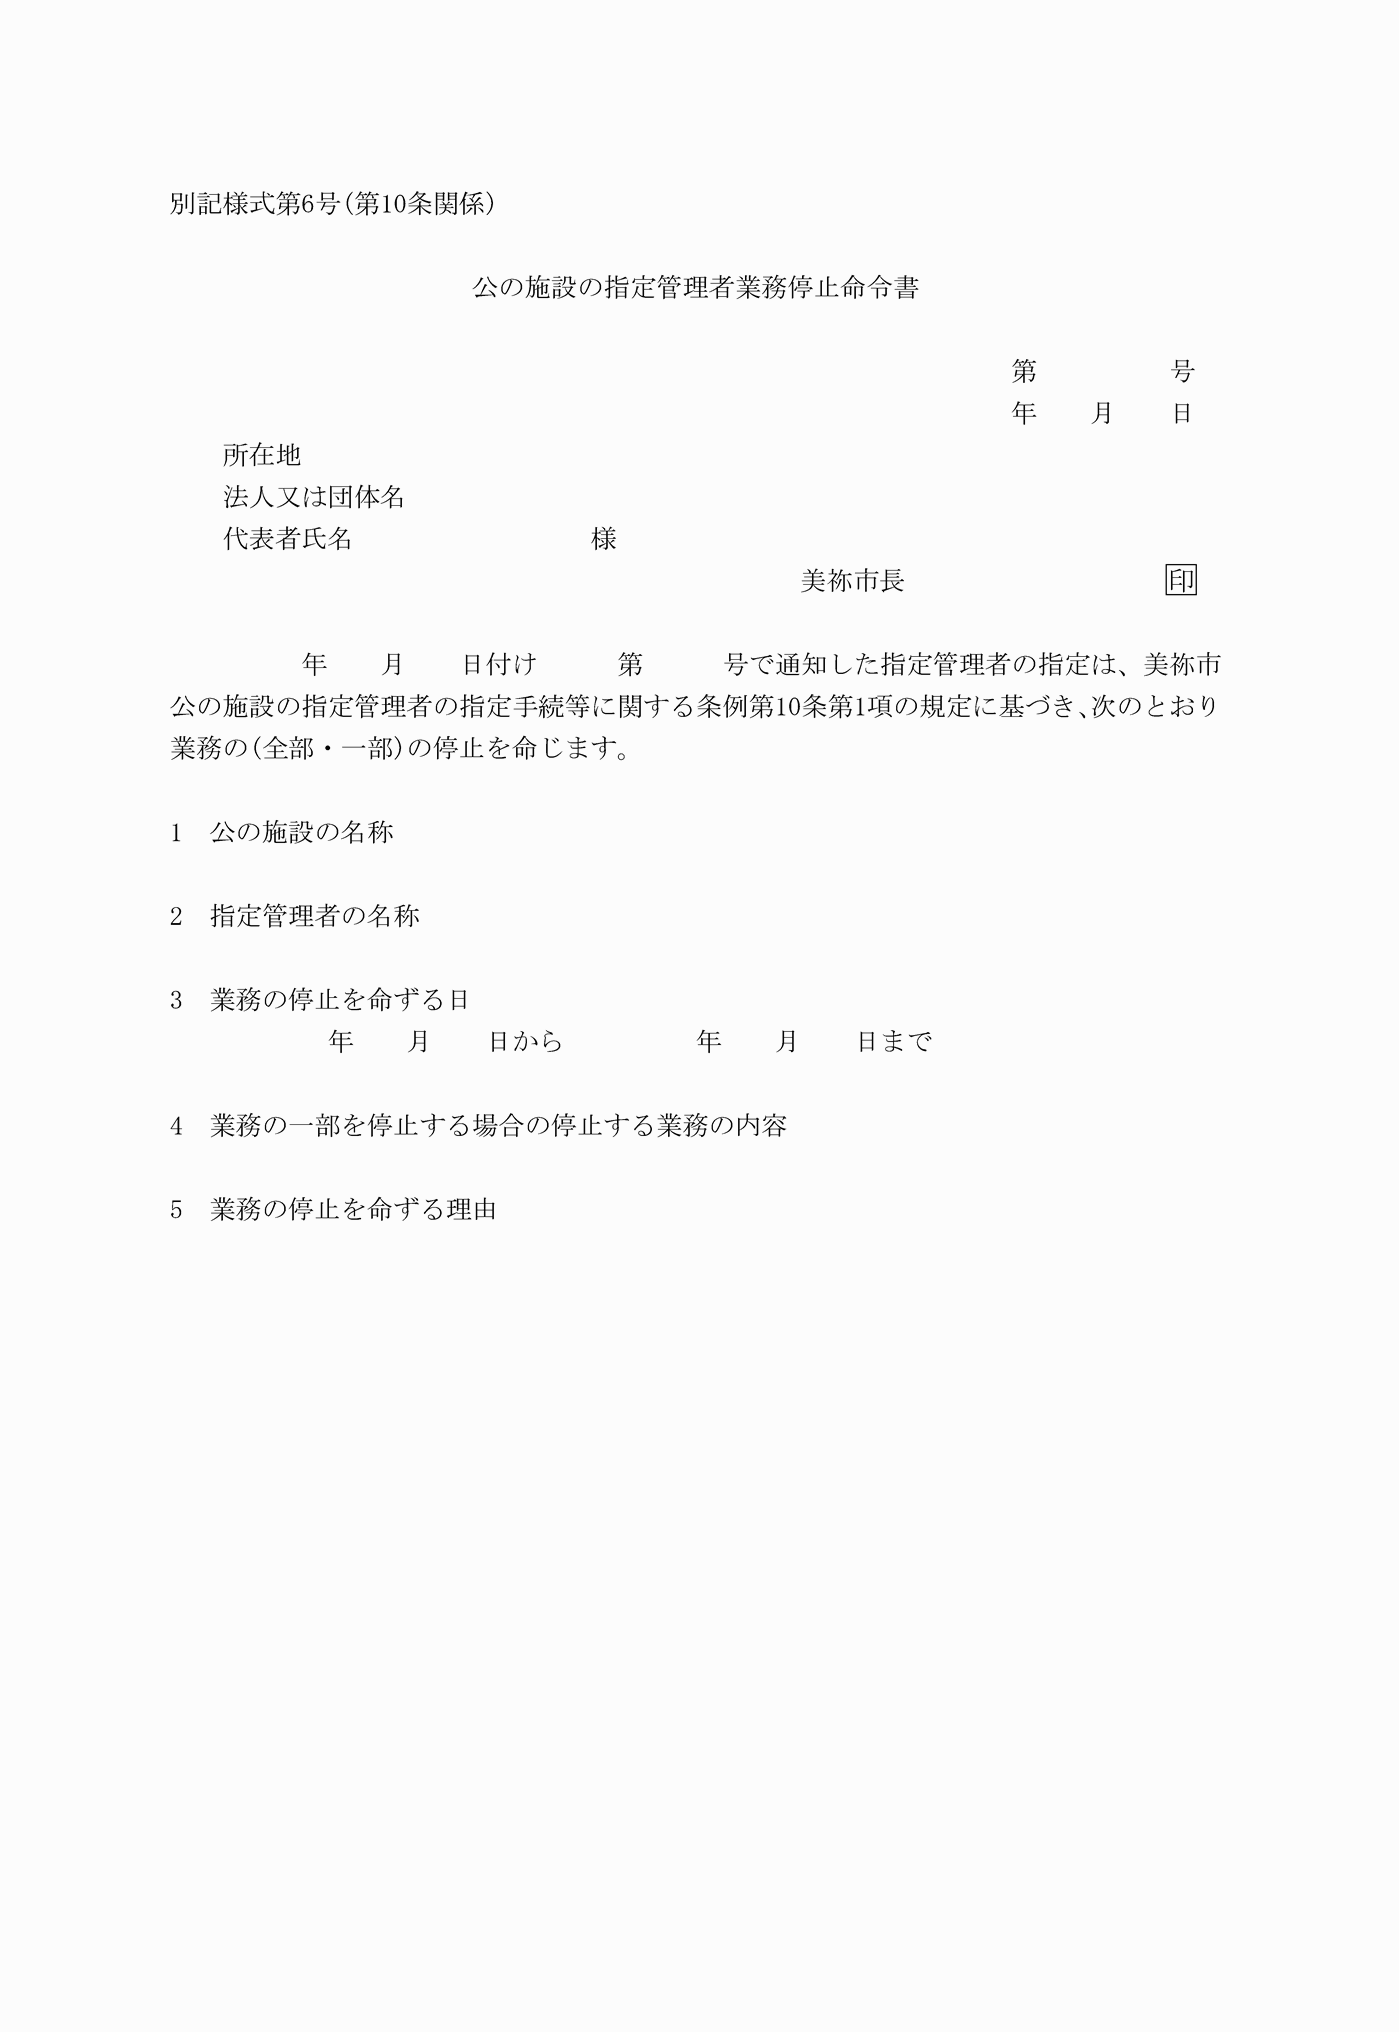 別記様式第6号(第10条関係)
公の施設の指定管理者業務停止命令書
第　　　　　号
年　　月　　日
所在地
法人又は団体名
代表者氏名　　　　　　　　　様
美祢市長　　　　　　　　　　印
年　　月　　日付け　　　第　　　号で通知した指定管理者の指定は、美祢市
公の施設の指定管理者の指定手続等に関する条例第10条第1項の規定に基づき、次のとおり
業務の(全部・一部)の停止を命じます。
1　公の施設の名称
2　指定管理者の名称
3　業務の停止を命ずる日
年　　月　　日から　　　　　年　　月　　日まで
4　業務の一部を停止する場合の停止する業務の内容
5　業務の停止を命ずる理由